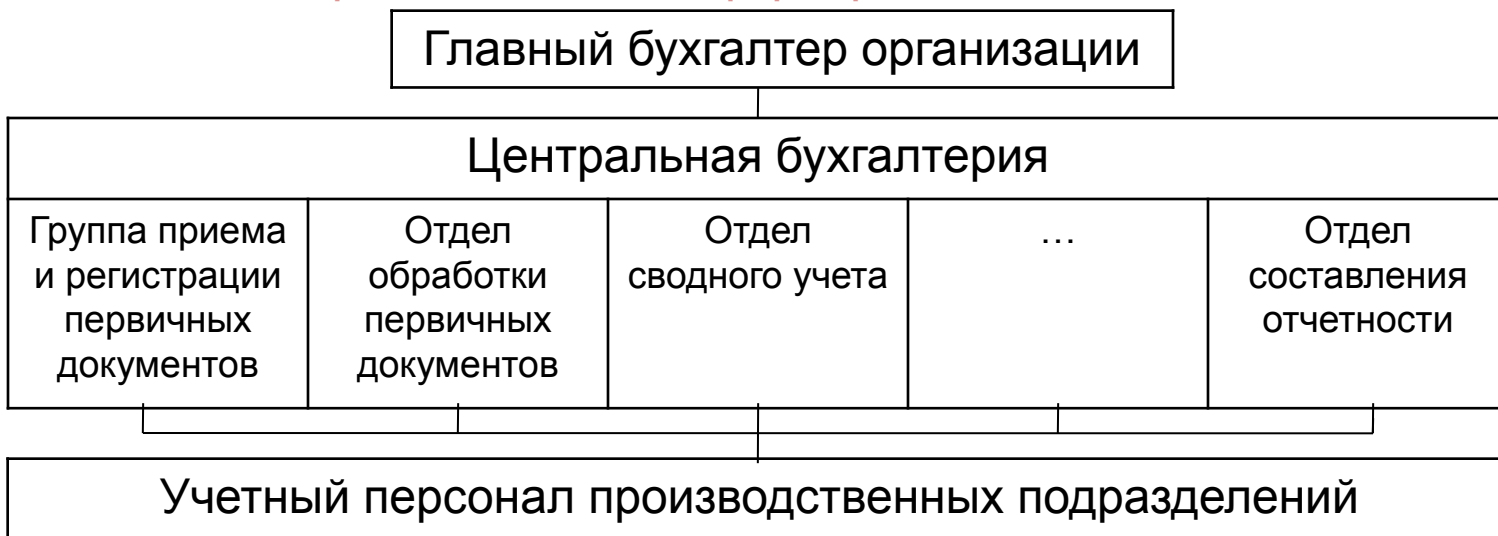 Главный бухгалтер организации
Центральная бухгалтерия
Группа приема
и регистрации
первичных
документов
Отдел
обработки
первичных
документов
Отдел
сводного учета
…
Отдел
составления
отчетности
Учетный персонал производственных подразделений